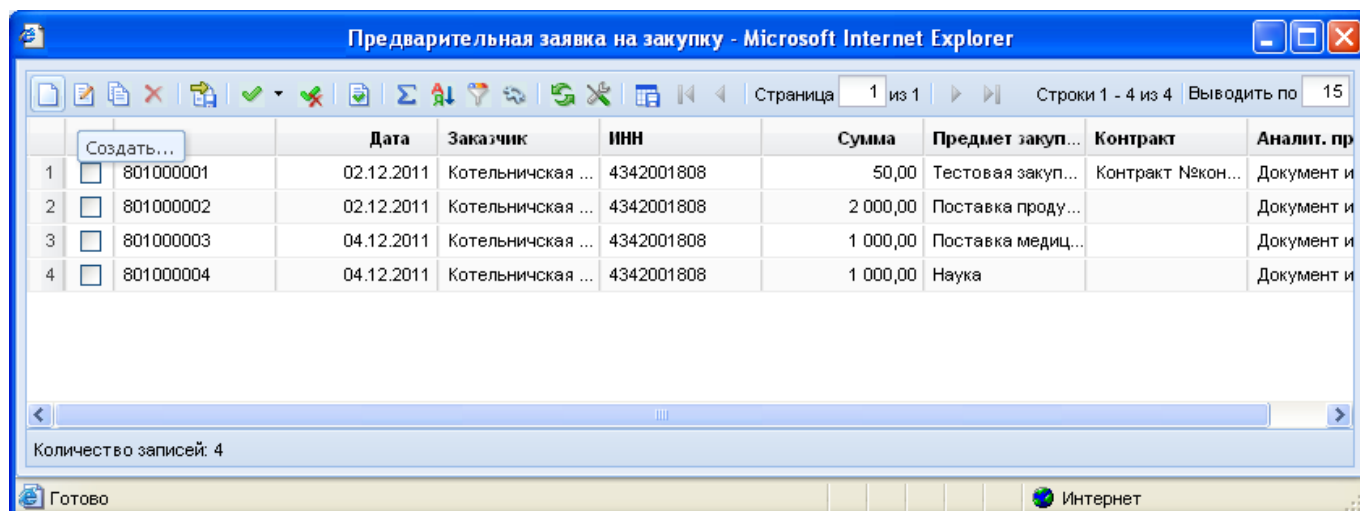 Предварительная заявка на закупку - Microsoft Internet Explorer
Страница 1 из 1 Строки 1 - 4 из 4 Выводить по 15
Дата Заказчик ИНН Сумма Предмет закуп... Контракт Аналит. пр
Создать...
1 801000001 02.12.2011 Котельничская ... 4342001808 50,00 Тестовая закуп... Контракт №кон... Документ и
2 801000002 02.12.2011 Котельничская ... 4342001808 2 000,00 Поставка проду... Документ и
3 801000003 04.12.2011 Котельничская ... 4342001808 1 000,00 Поставка медиц... Документ и
4 801000004 04.12.2011 Котельничская ... 4342001808 1 000,00 Наука Документ и
Количество записей: 4
Готово Интернет